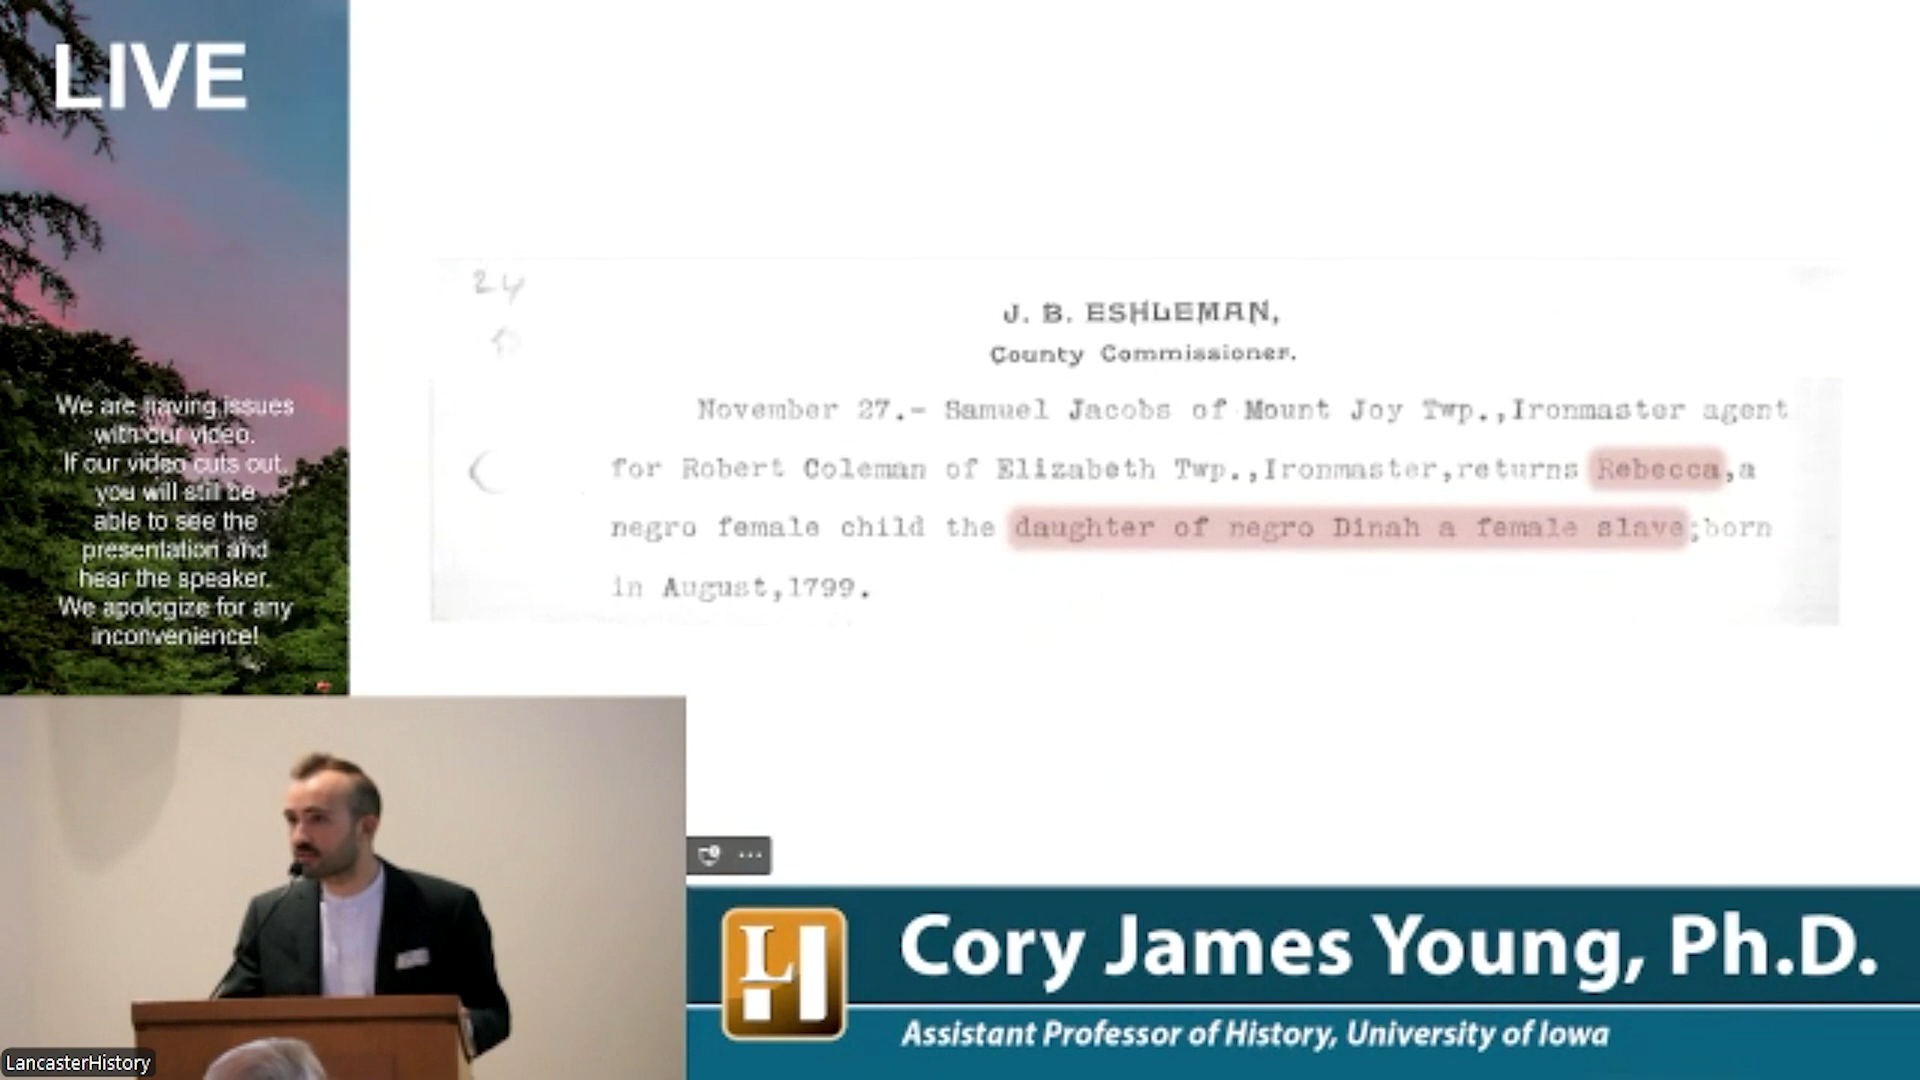 LIVE
We are having issues
with our video.
If our video cuts out,
you will still be
able to see the
presentation and
hear the speaker.
We apologize for any
inconvenience!
24
J. B. ESHLEMAN,
County Commissioner.
November 27.- Samuel Jacobs of Mount Joy Twp.,Ironmaster agent
for Robert Coleman of Elizabeth Twp.,Ironmaster,returns Rebecca,a
negro female child the daughter of negro Dinah a female slave;born
in August,1799.
LH
Cory James Young, Ph.D.
Assistant Professor of History, University of Iowa
LancasterHistory